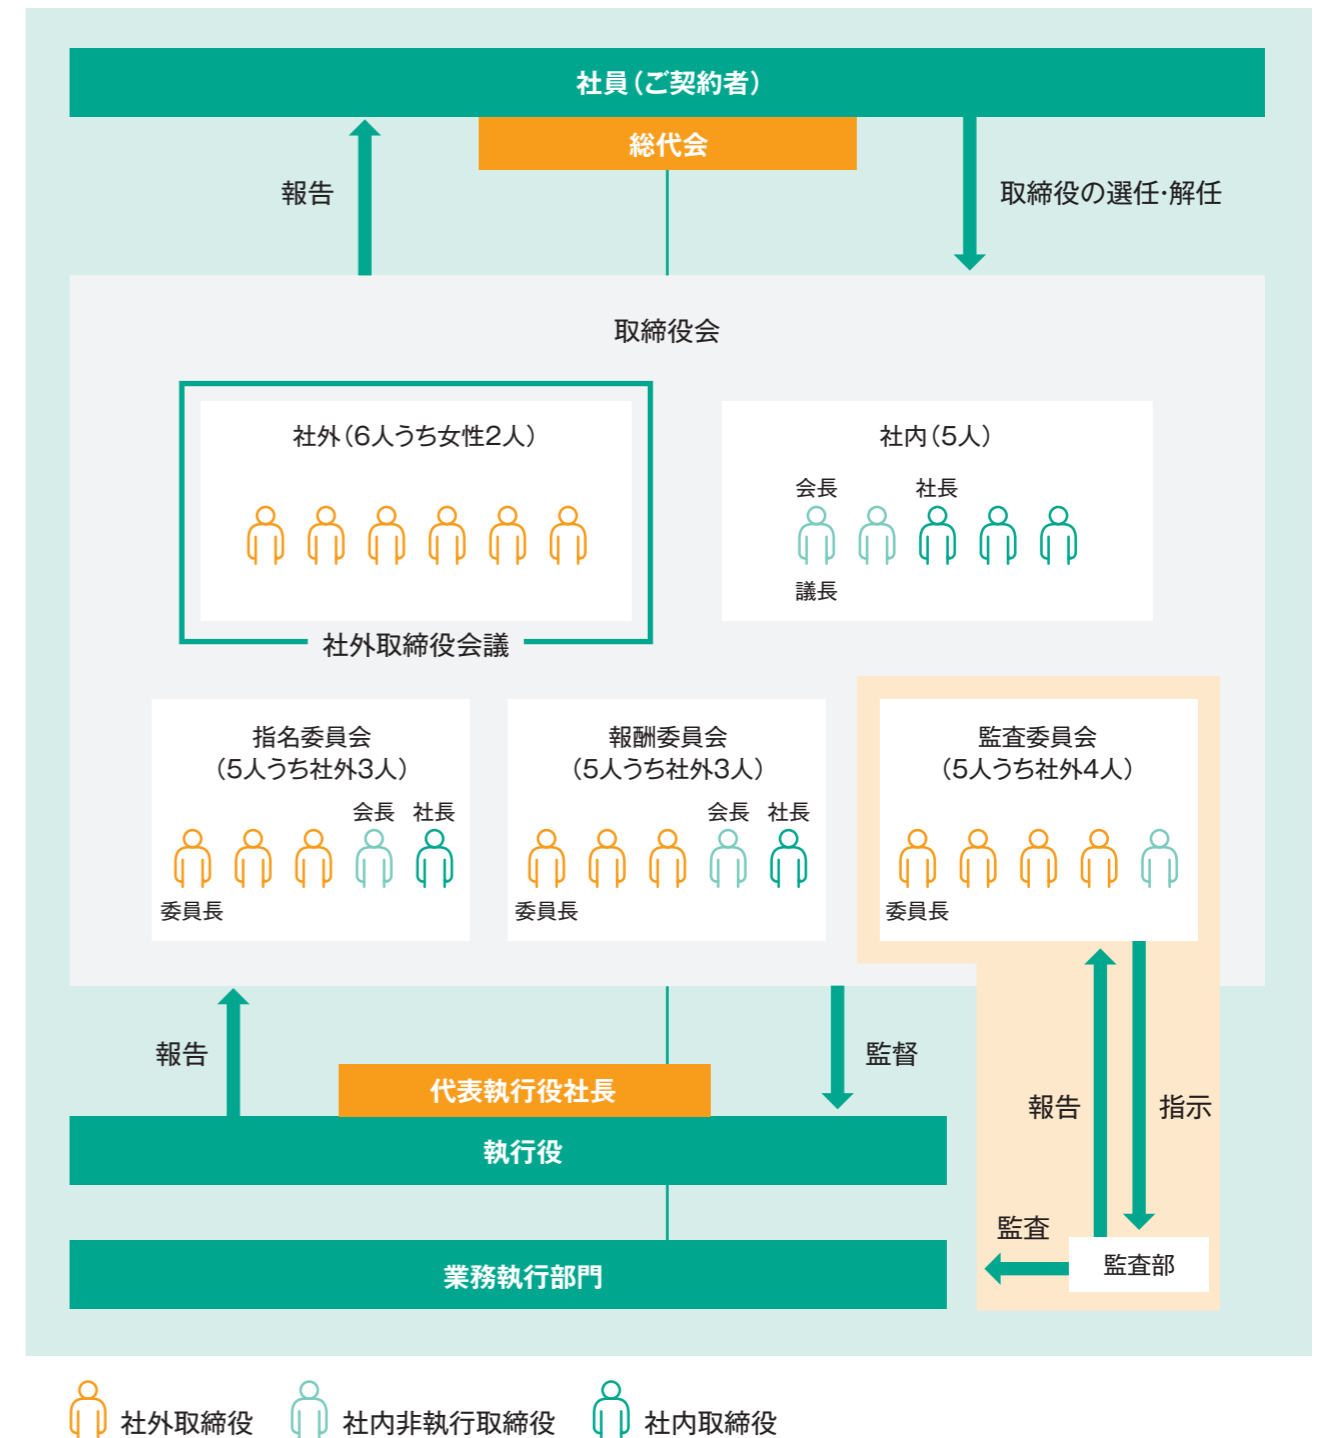 社員（ご契約者）
総代会
報告
取締役の選任・解任
取締役会
社外（6人うち女性2人）
社内（5人）
会長
社長
議長
社外取締役会議
指名委員会
（5人うち社外3人）
会長
社長
委員長
報酬委員会
（5人うち社外3人）
会長
社長
委員長
監査委員会
（5人うち社外4人）
委員長
報告
監督
代表執行役社長
執行役
報告
指示
監査
監査部
業務執行部門
社外取締役
社内非執行取締役
社内取締役